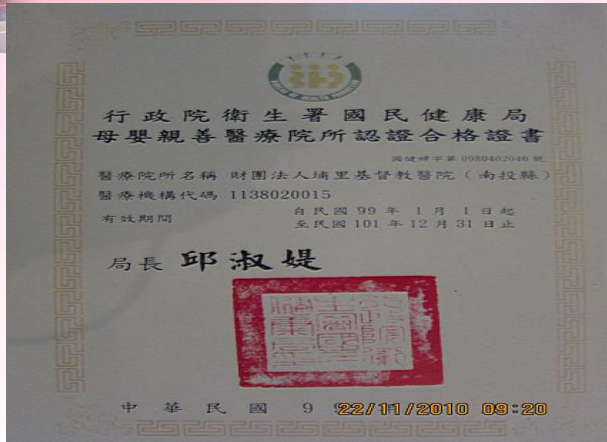 行政院衛生署國民健康局
母嬰親善醫療院所認證合格證書
國健婦字第 0980402046 號
醫療院所名稱 財團法人埔里基督教醫院(南投縣)
醫療機構代碼 1138020015
有效期間 自民國 99 年 1 月 1 日起
至民國 101 年 12 月 31 日止
局長 邱淑媞
中華民國 9
22/11/2010 09:20